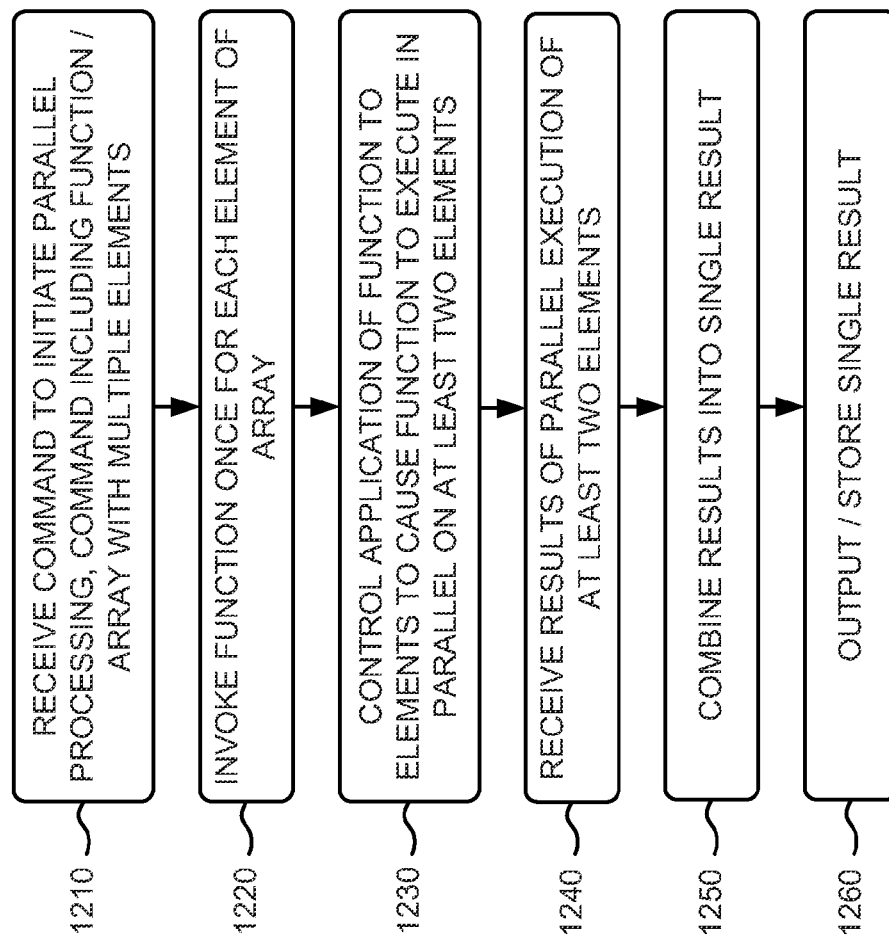 1210
RECEIVE COMMAND TO INITIATE PARALLEL
PROCESSING, COMMAND INCLUDING FUNCTION /
ARRAY WITH MULTIPLE ELEMENTS
1220
INVOKE FUNCTION ONCE FOR EACH ELEMENT OF
ARRAY
1230
CONTROL APPLICATION OF FUNCTION TO
ELEMENTS TO CAUSE FUNCTION TO EXECUTE IN
PARALLEL ON AT LEAST TWO ELEMENTS
1240
RECEIVE RESULTS OF PARALLEL EXECUTION OF
AT LEAST TWO ELEMENTS
1250
COMBINE RESULTS INTO SINGLE RESULT
1260
OUTPUT / STORE SINGLE RESULT